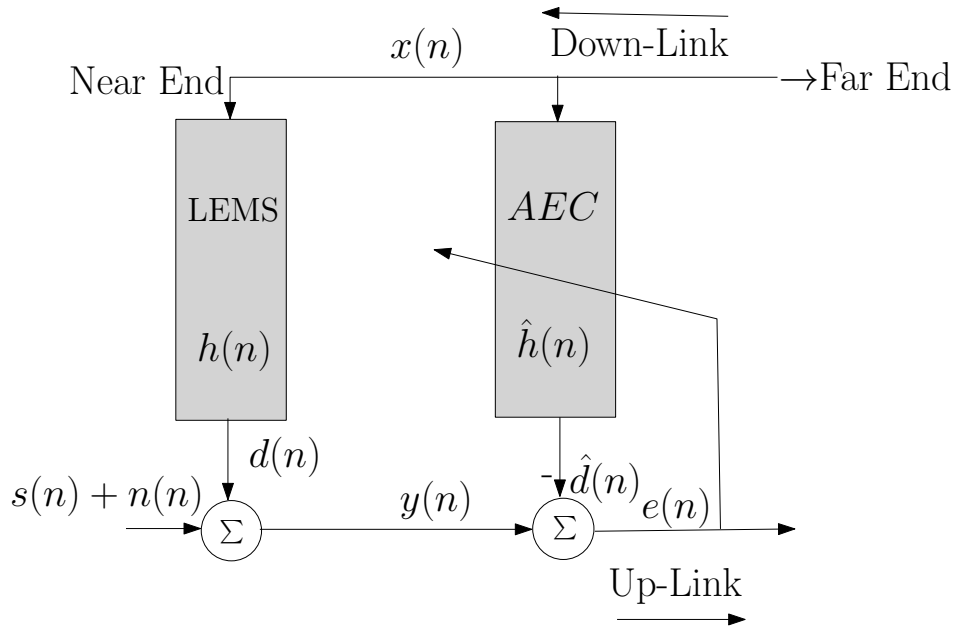 Down-Link
x(n)
Near End
→Far End
LEMS
AEC
h(n)
ĥ(n)
d(n)
- d̂(n)
s(n) + n(n)
y(n)
e(n)
Σ
Σ
Up-Link